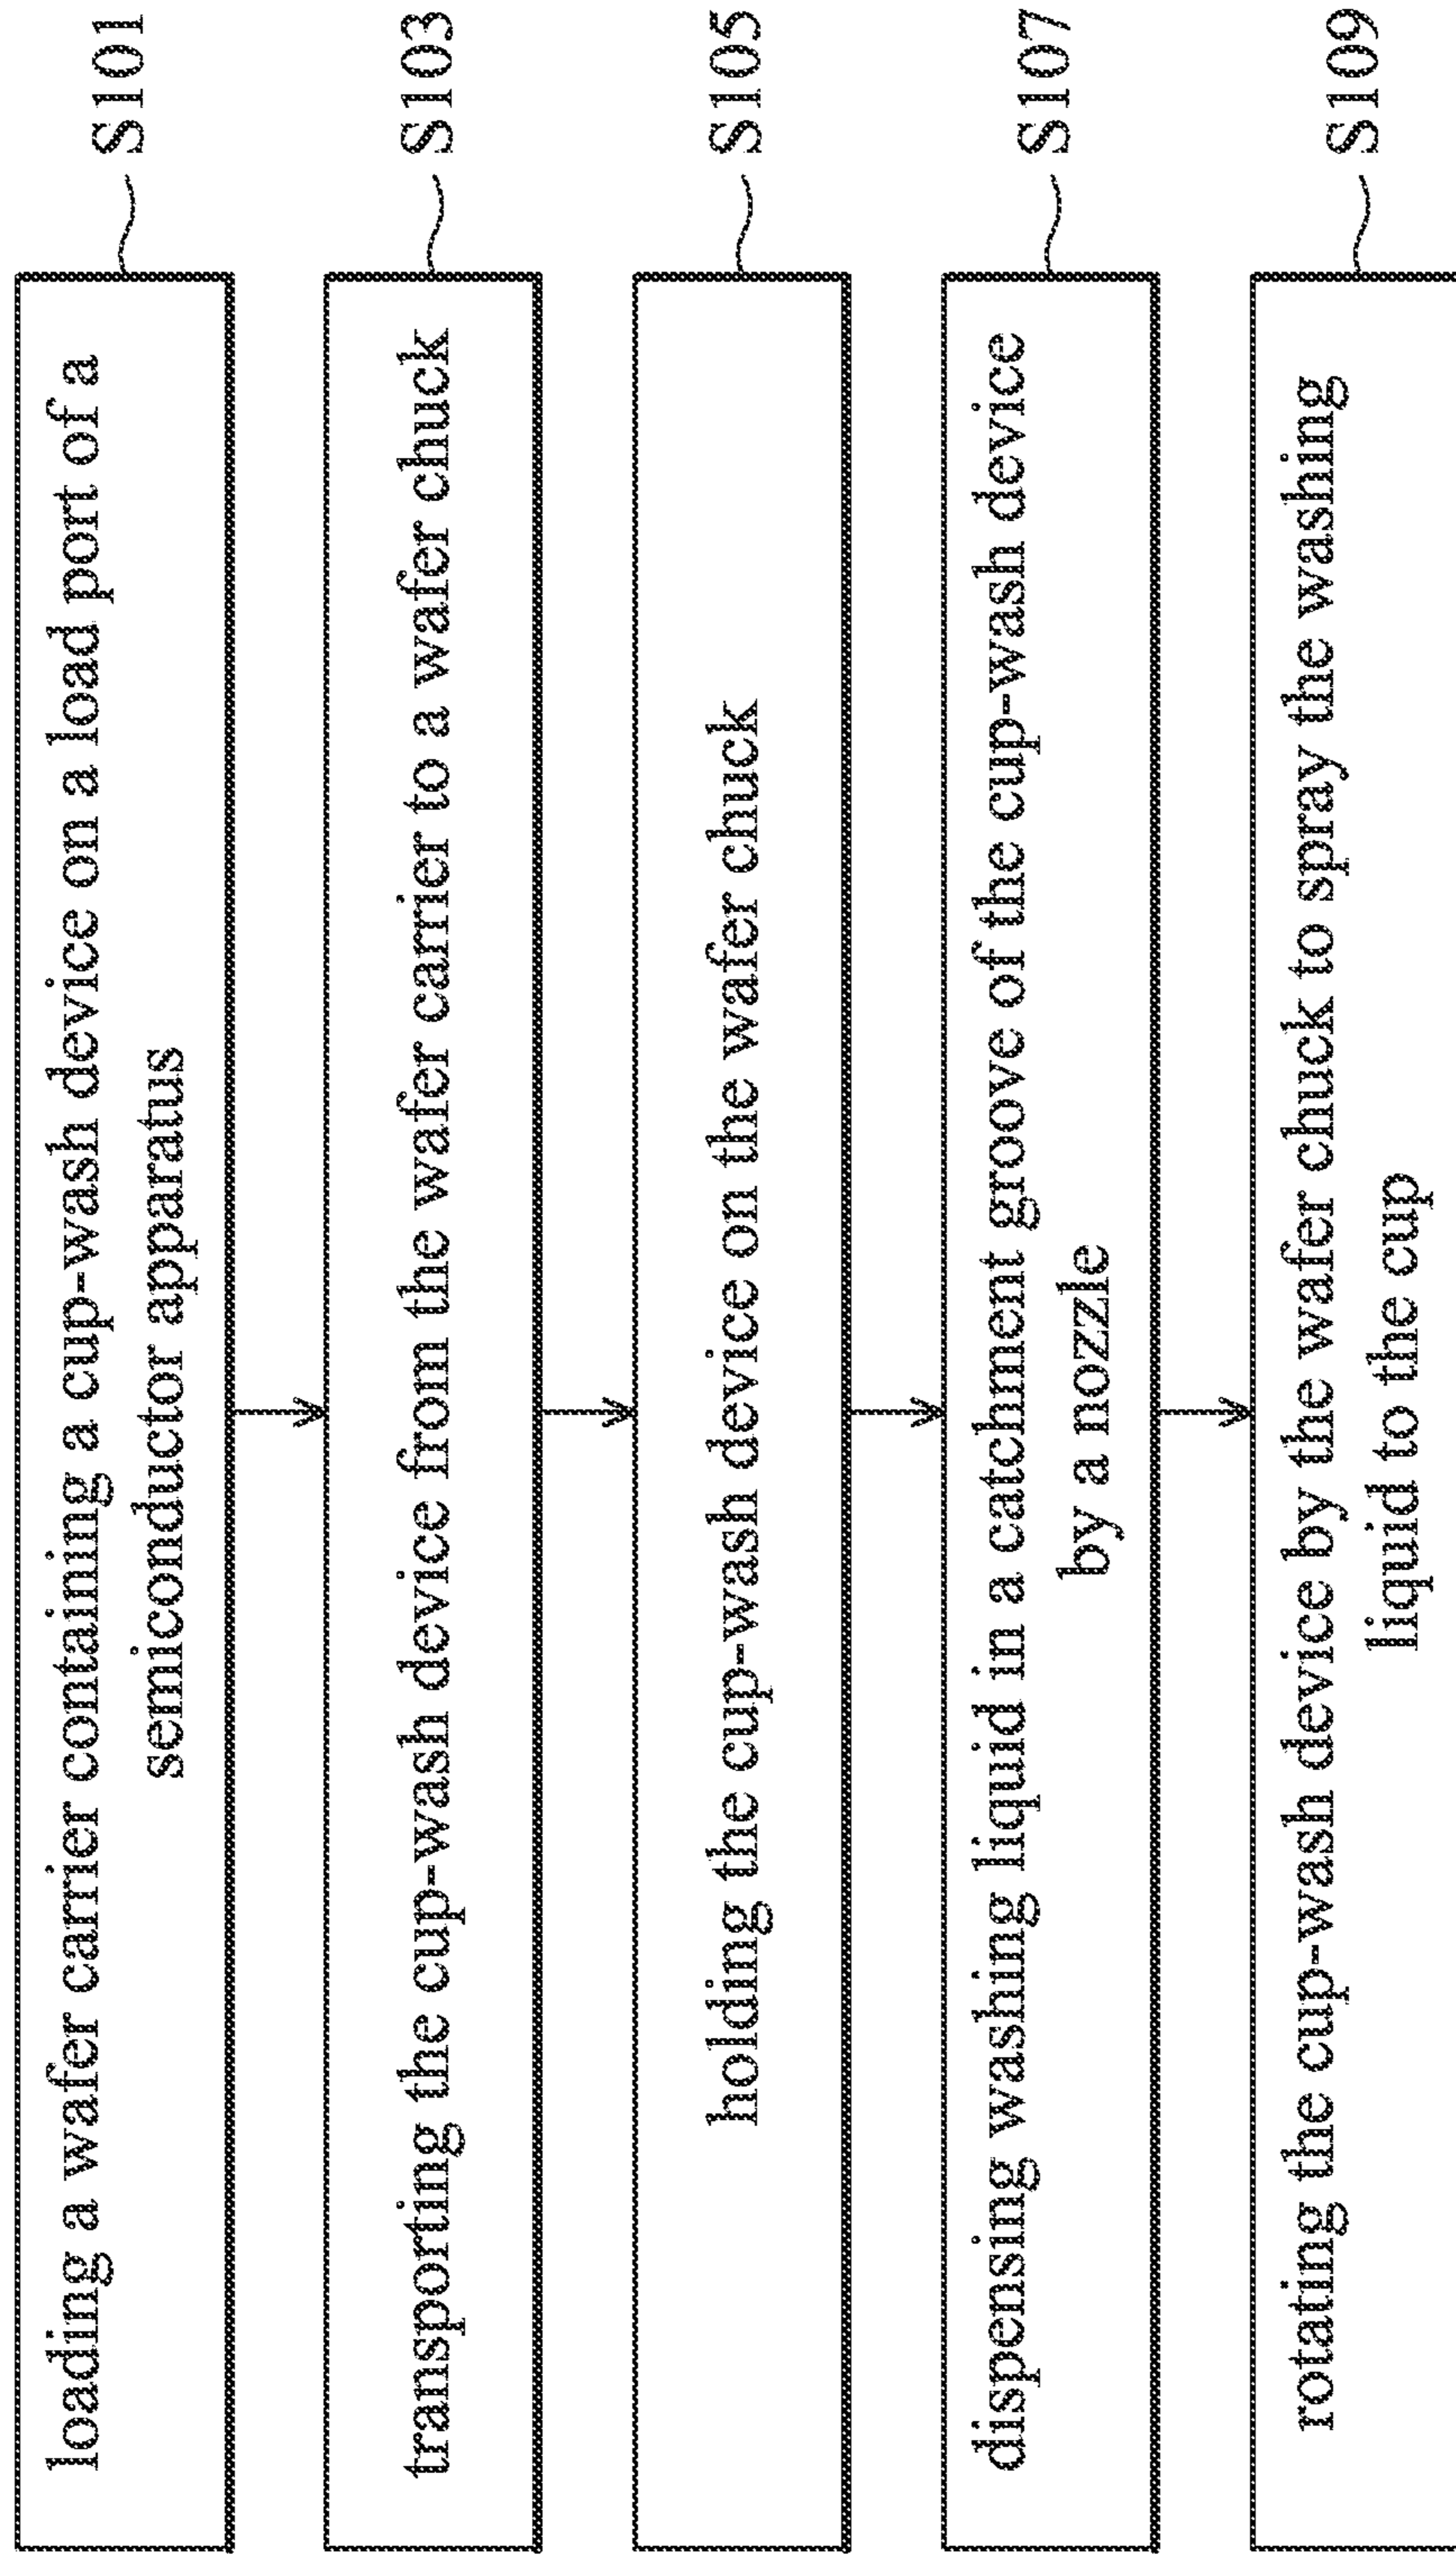 loading a wafer carrier containing a cup-wash device on a load port of a
semiconductor apparatus
S101
transporting the cup-wash device from the wafer carrier to a wafer chuck
S103
holding the cup-wash device on the wafer chuck
S105
dispensing washing liquid in a catchment groove of the cup-wash device
by a nozzle
S107
rotating the cup-wash device by the wafer chuck to spray the washing
liquid to the cup
S109